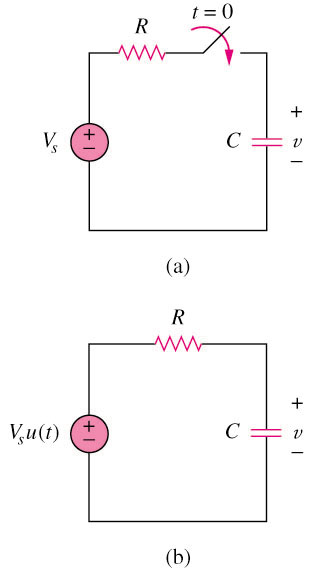 t = 0
R
+
V_s
+
−
C
v
−
(a)
R
+
V_s u(t)
+
−
C
v
−
(b)